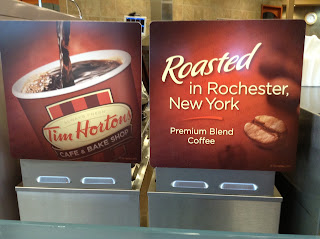 Tim Hortons
CAFE & BAKE SHOP
Roasted
in Rochester,
New York
Premium Blend
Coffee